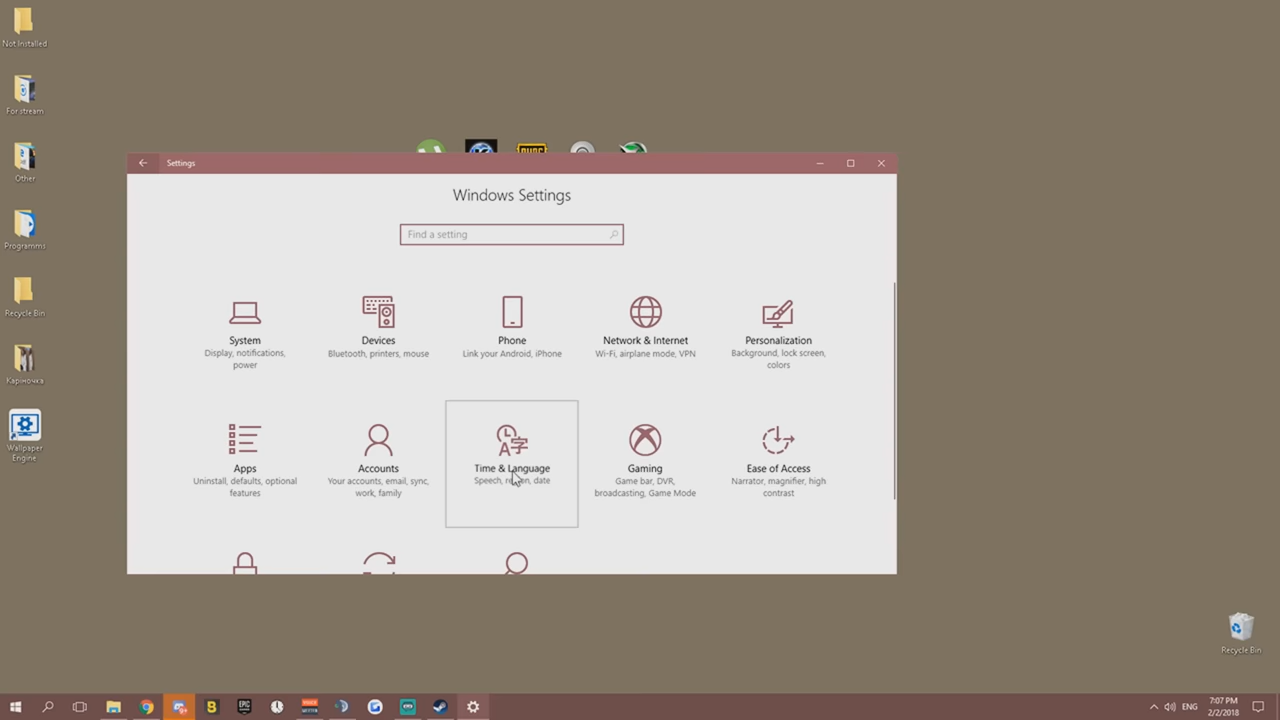 Not Installed
For stream
Other
Programms
Recycle Bin
Каріночка
Wallpaper
Engine
Settings
Windows Settings
Find a setting
System
Display, notifications,
power
Devices
Bluetooth, printers, mouse
Phone
Link your Android, iPhone
Network & Internet
Wi-Fi, airplane mode, VPN
Personalization
Background, lock screen,
colors
Apps
Uninstall, defaults, optional
features
Accounts
Your accounts, email, sync,
work, family
Time & Language
Speech, date
Gaming
Game bar, DVR,
broadcasting, Game Mode
Ease of Access
Narrator, magnifier, high
contrast
Recycle Bin
EPIC
ENG
7:07 PM
2/2/2018